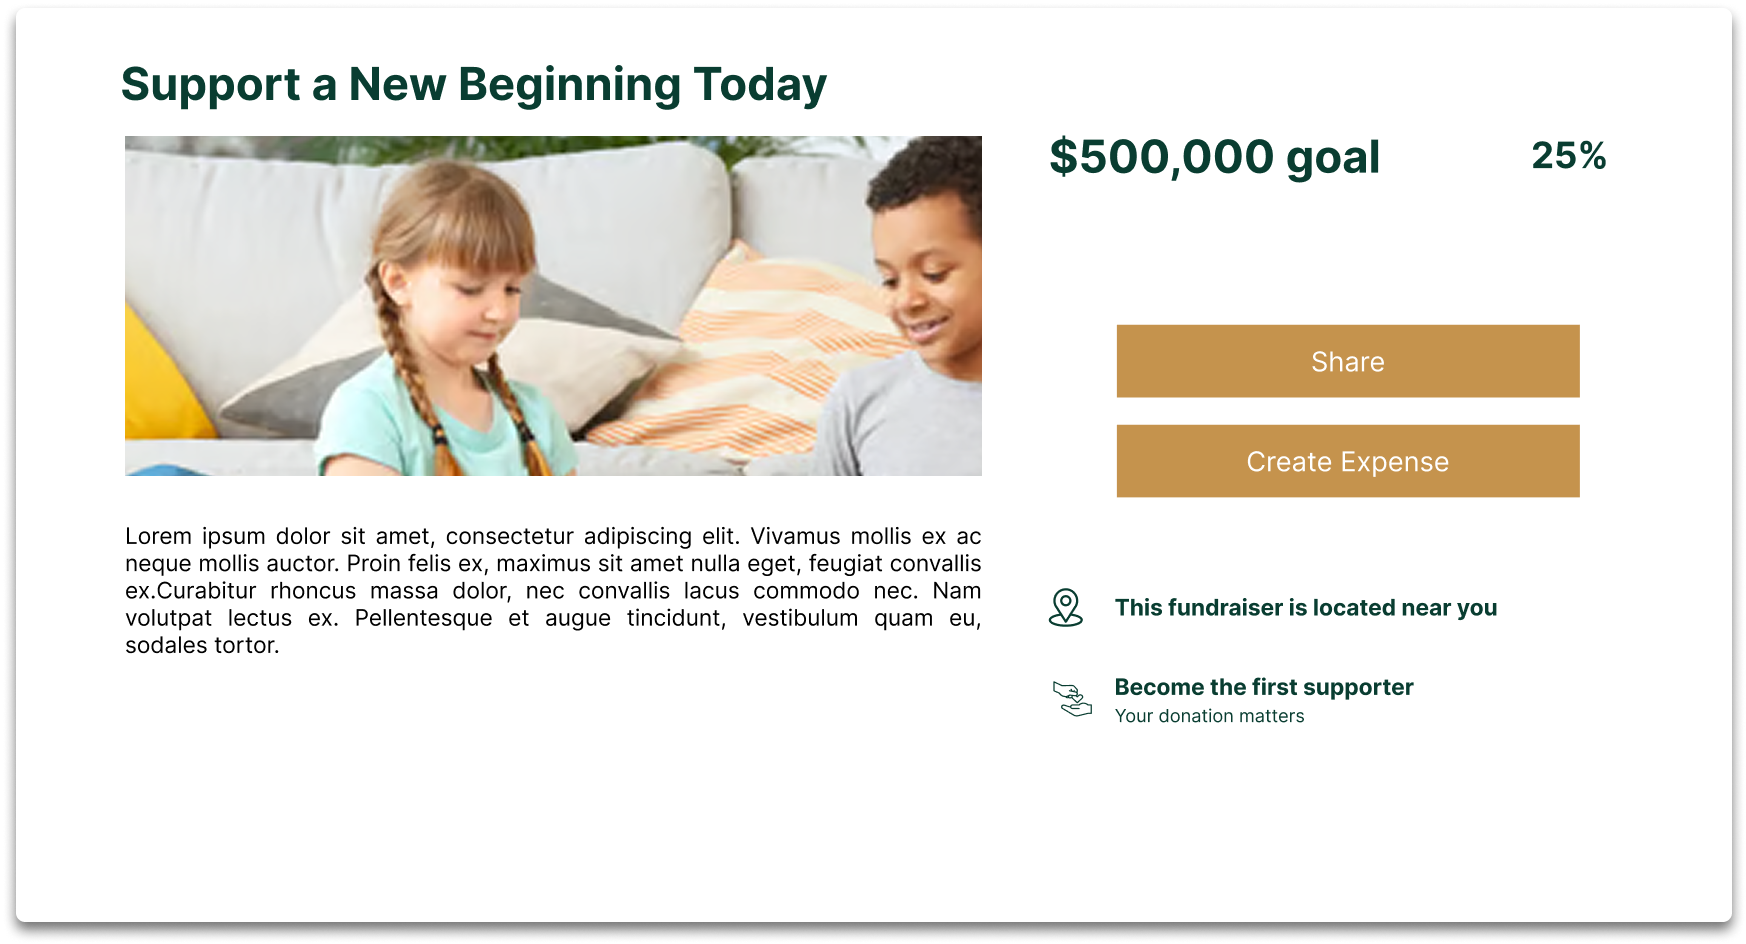 Support a New Beginning Today
$500,000 goal
25%
Share
Create Expense
Lorem ipsum dolor sit amet, consectetur adipiscing elit. Vivamus mollis ex ac
neque mollis auctor. Proin felis ex, maximus sit amet nulla eget, feugiat convallis
ex.Curabitur rhoncus massa dolor, nec convallis lacus commodo nec. Nam
volutpat lectus ex. Pellentesque et augue tincidunt, vestibulum quam eu,
sodales tortor.
This fundraiser is located near you
Become the first supporter
Your donation matters